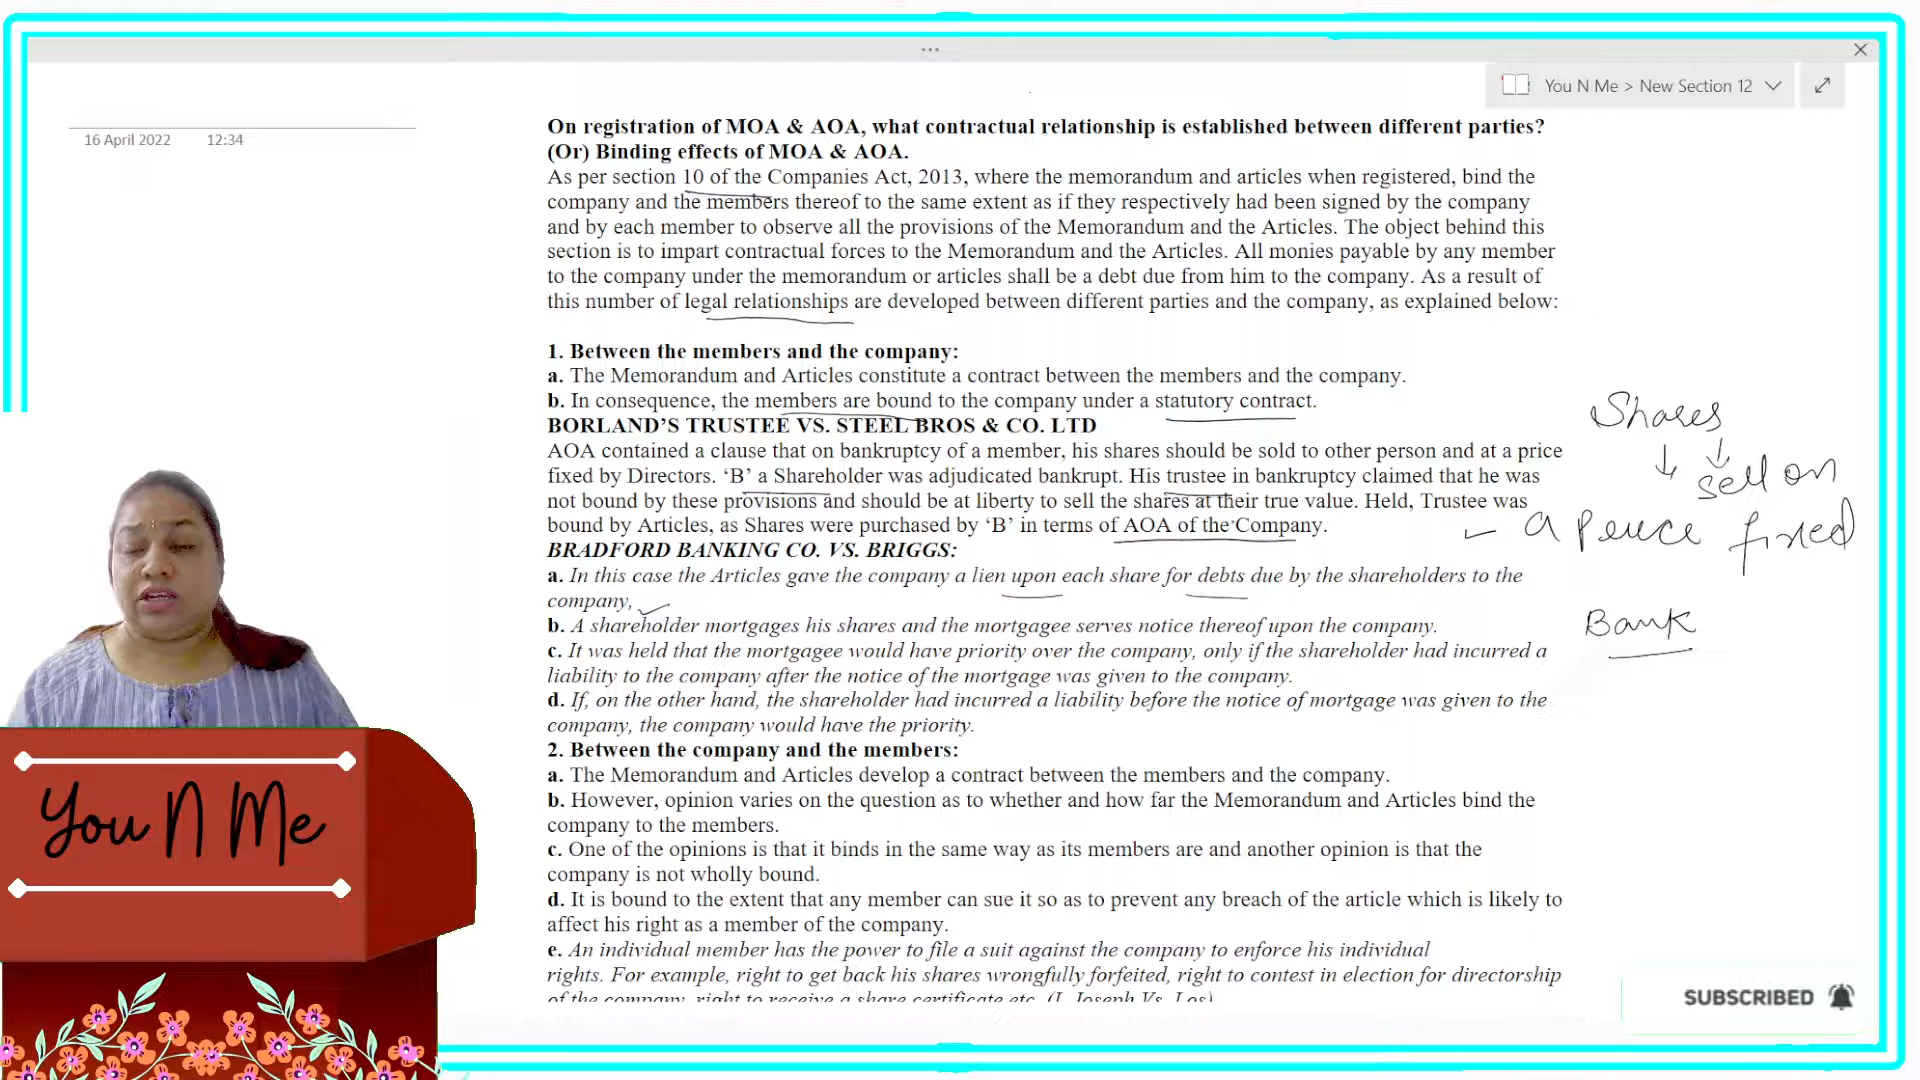 You N Me > New Section 12
16 April 2022 12:34
On registration of MOA & AOA, what contractual relationship is established between different parties?
(Or) Binding effects of MOA & AOA.
As per section 10 of the Companies Act, 2013, where the memorandum and articles when registered, bind the
company and the members thereof to the same extent as if they respectively had been signed by the company
and by each member to observe all the provisions of the Memorandum and the Articles. The object behind this
section is to impart contractual forces to the Memorandum and the Articles. All monies payable by any member
to the company under the memorandum or articles shall be a debt due from him to the company. As a result of
this number of legal relationships are developed between different parties and the company, as explained below:
1. Between the members and the company:
a. The Memorandum and Articles constitute a contract between the members and the company.
b. In consequence, the members are bound to the company under a statutory contract.
BORLAND’S TRUSTEE VS. STEEL BROS & CO. LTD
AOA contained a clause that on bankruptcy of a member, his shares should be sold to other person and at a price
fixed by Directors. ‘B’ a Shareholder was adjudicated bankrupt. His trustee in bankruptcy claimed that he was
not bound by these provisions and should be at liberty to sell the shares at their true value. Held, Trustee was
bound by Articles, as Shares were purchased by ‘B’ in terms of AOA of the Company.
BRADFORD BANKING CO. VS. BRIGGS:
a. In this case the Articles gave the company a lien upon each share for debts due by the shareholders to the
company,
b. A shareholder mortgages his shares and the mortgagee serves notice thereof upon the company.
c. It was held that the mortgagee would have priority over the company, only if the shareholder had incurred a
liability to the company after the notice of the mortgage was given to the company.
d. If, on the other hand, the shareholder had incurred a liability before the notice of mortgage was given to the
company, the company would have the priority.
2. Between the company and the members:
a. The Memorandum and Articles develop a contract between the members and the company.
b. However, opinion varies on the question as to whether and how far the Memorandum and Articles bind the
company to the members.
c. One of the opinions is that it binds in the same way as its members are and another opinion is that the
company is not wholly bound.
d. It is bound to the extent that any member can sue it so as to prevent any breach of the article which is likely to
affect his right as a member of the company.
e. An individual member has the power to file a suit against the company to enforce his individual
rights. For example, right to get back his shares wrongfully forfeited, right to contest in election for directorship
of the company, right to receive a share certificate etc. (J. Joseph Vs. Jos)
Shares
sell on
a fixed
Bank
You N Me
SUBSCRIBED